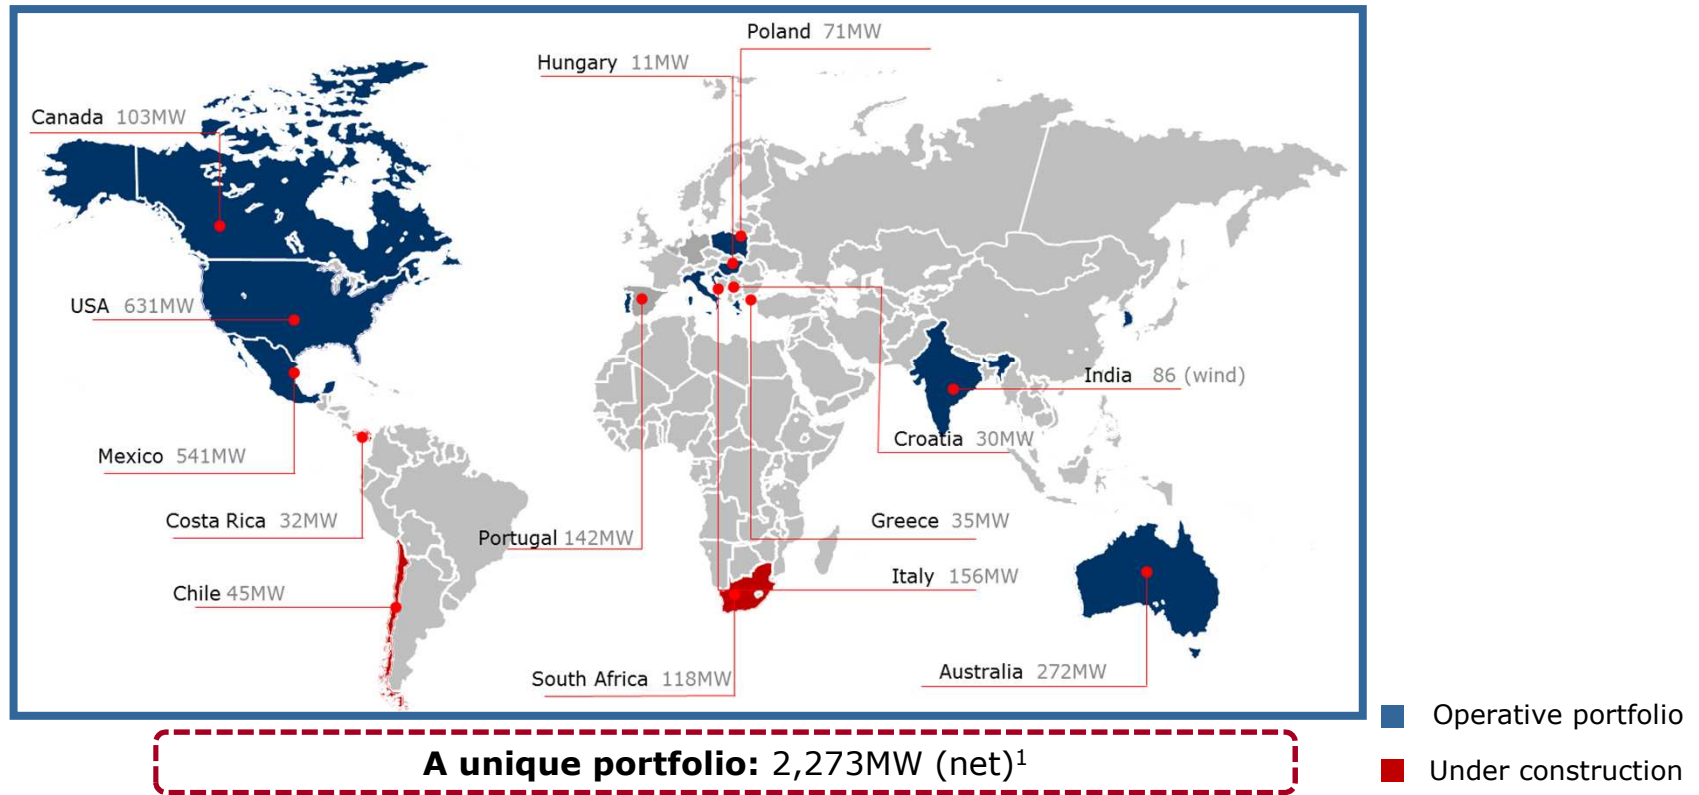 Poland 71MW
Hungary 11MW
Canada 103MW
USA 631MW
India 86 (wind)
Croatia 30MW
Mexico 541MW
Costa Rica 32MW
Greece 35MW
Portugal 142MW
Italy 156MW
Chile 45MW
South Africa 118MW
Australia 272MW
Operative portfolio
A unique portfolio: 2,273MW (net)¹
Under construction